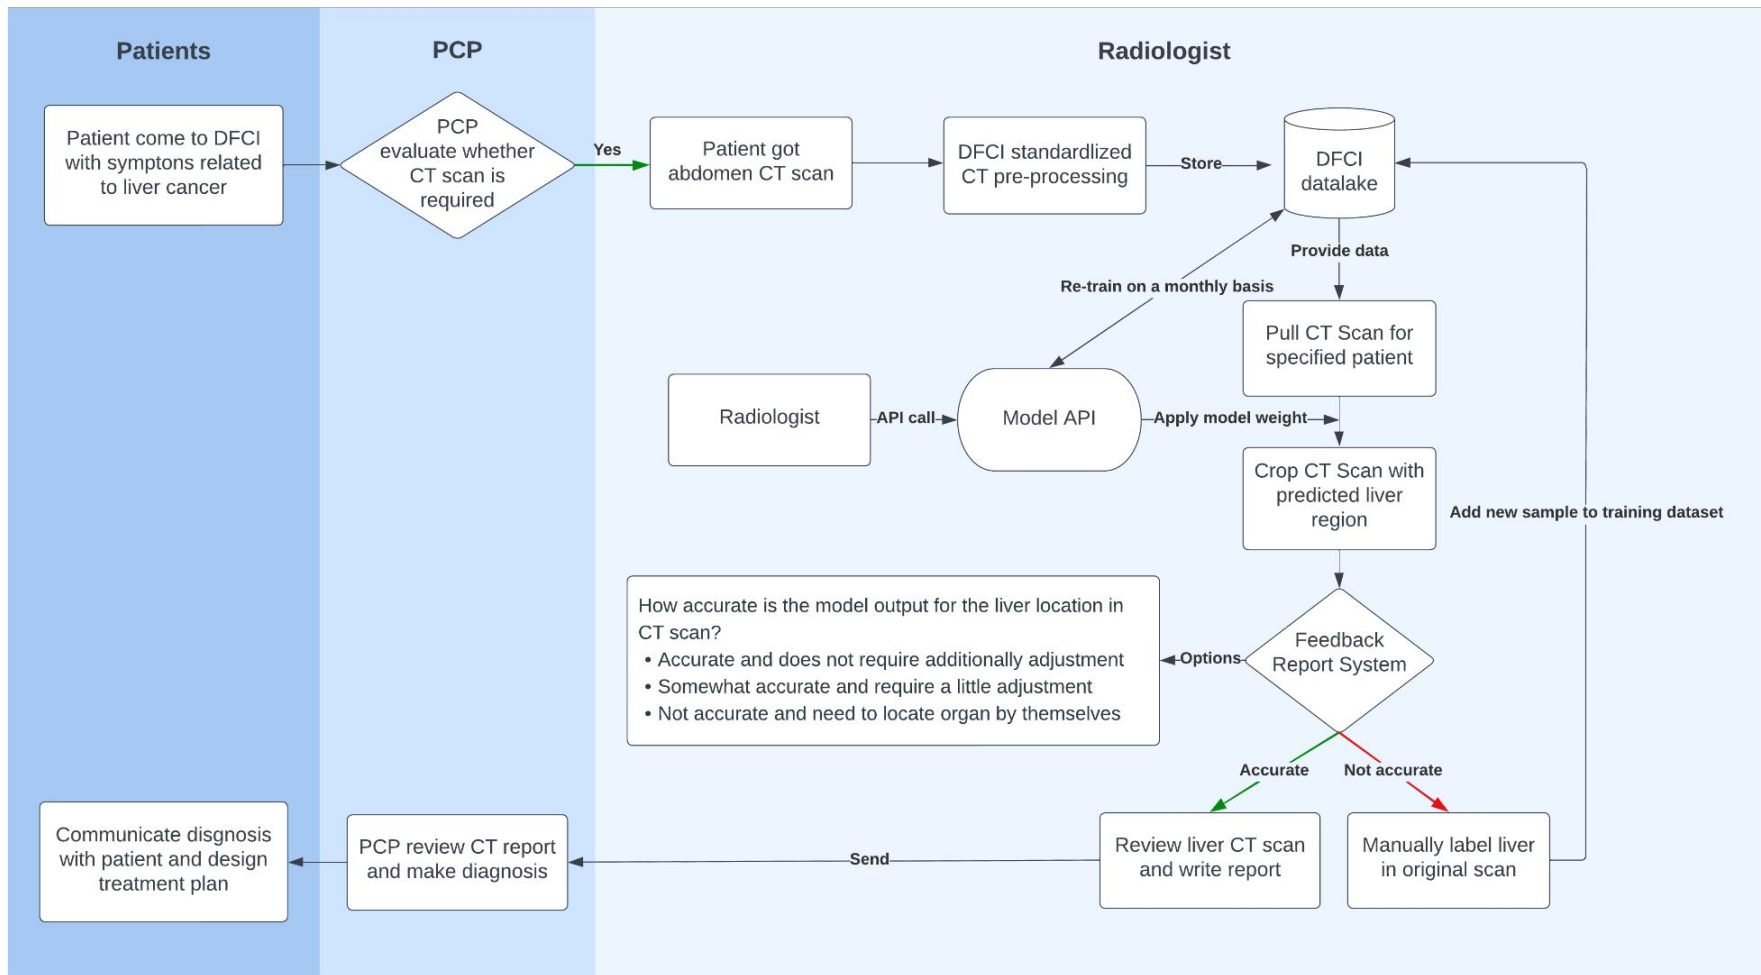 Patients
PCP
Radiologist
Patient come to DFCI
with symptons related
to liver cancer
PCP
evaluate whether
CT scan is
required
Yes
Patient got
abdomen CT scan
DFCI standardlized
CT pre-processing
Store
DFCI
datalake
Provide data
Re-train on a monthly basis
Pull CT Scan for
specified patient
Radiologist
API call
Model API
Apply model weight
Crop CT Scan with
predicted liver
region
Add new sample to training dataset
How accurate is the model output for the liver location in
CT scan?
• Accurate and does not require additionally adjustment
• Somewhat accurate and require a little adjustment
• Not accurate and need to locate organ by themselves
Options
Feedback
Report System
Accurate
Not accurate
Communicate disgnosis
with patient and design
treatment plan
PCP review CT report
and make diagnosis
Send
Review liver CT scan
and write report
Manually label liver
in original scan